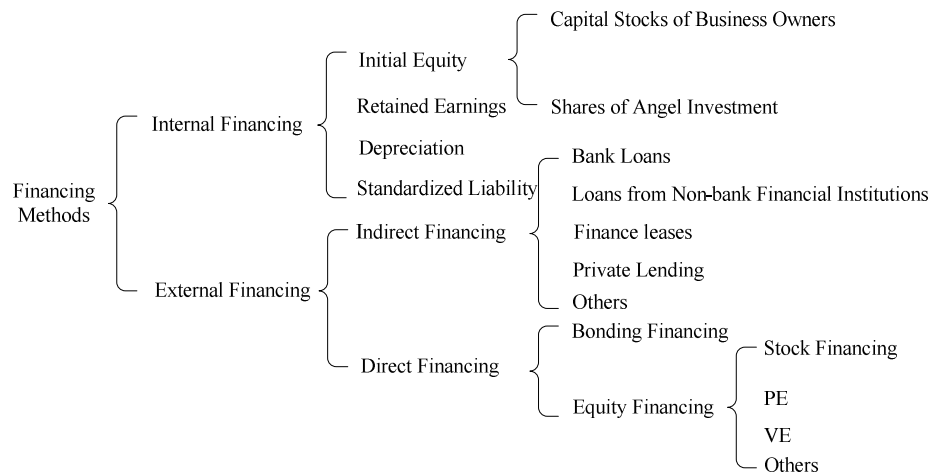 Financing
Methods
Internal Financing
Initial Equity
Capital Stocks of Business Owners
Shares of Angel Investment
Retained Earnings
Depreciation
Standardized Liability
External Financing
Indirect Financing
Bank Loans
Loans from Non-bank Financial Institutions
Finance leases
Private Lending
Others
Direct Financing
Bonding Financing
Equity Financing
Stock Financing
PE
VE
Others